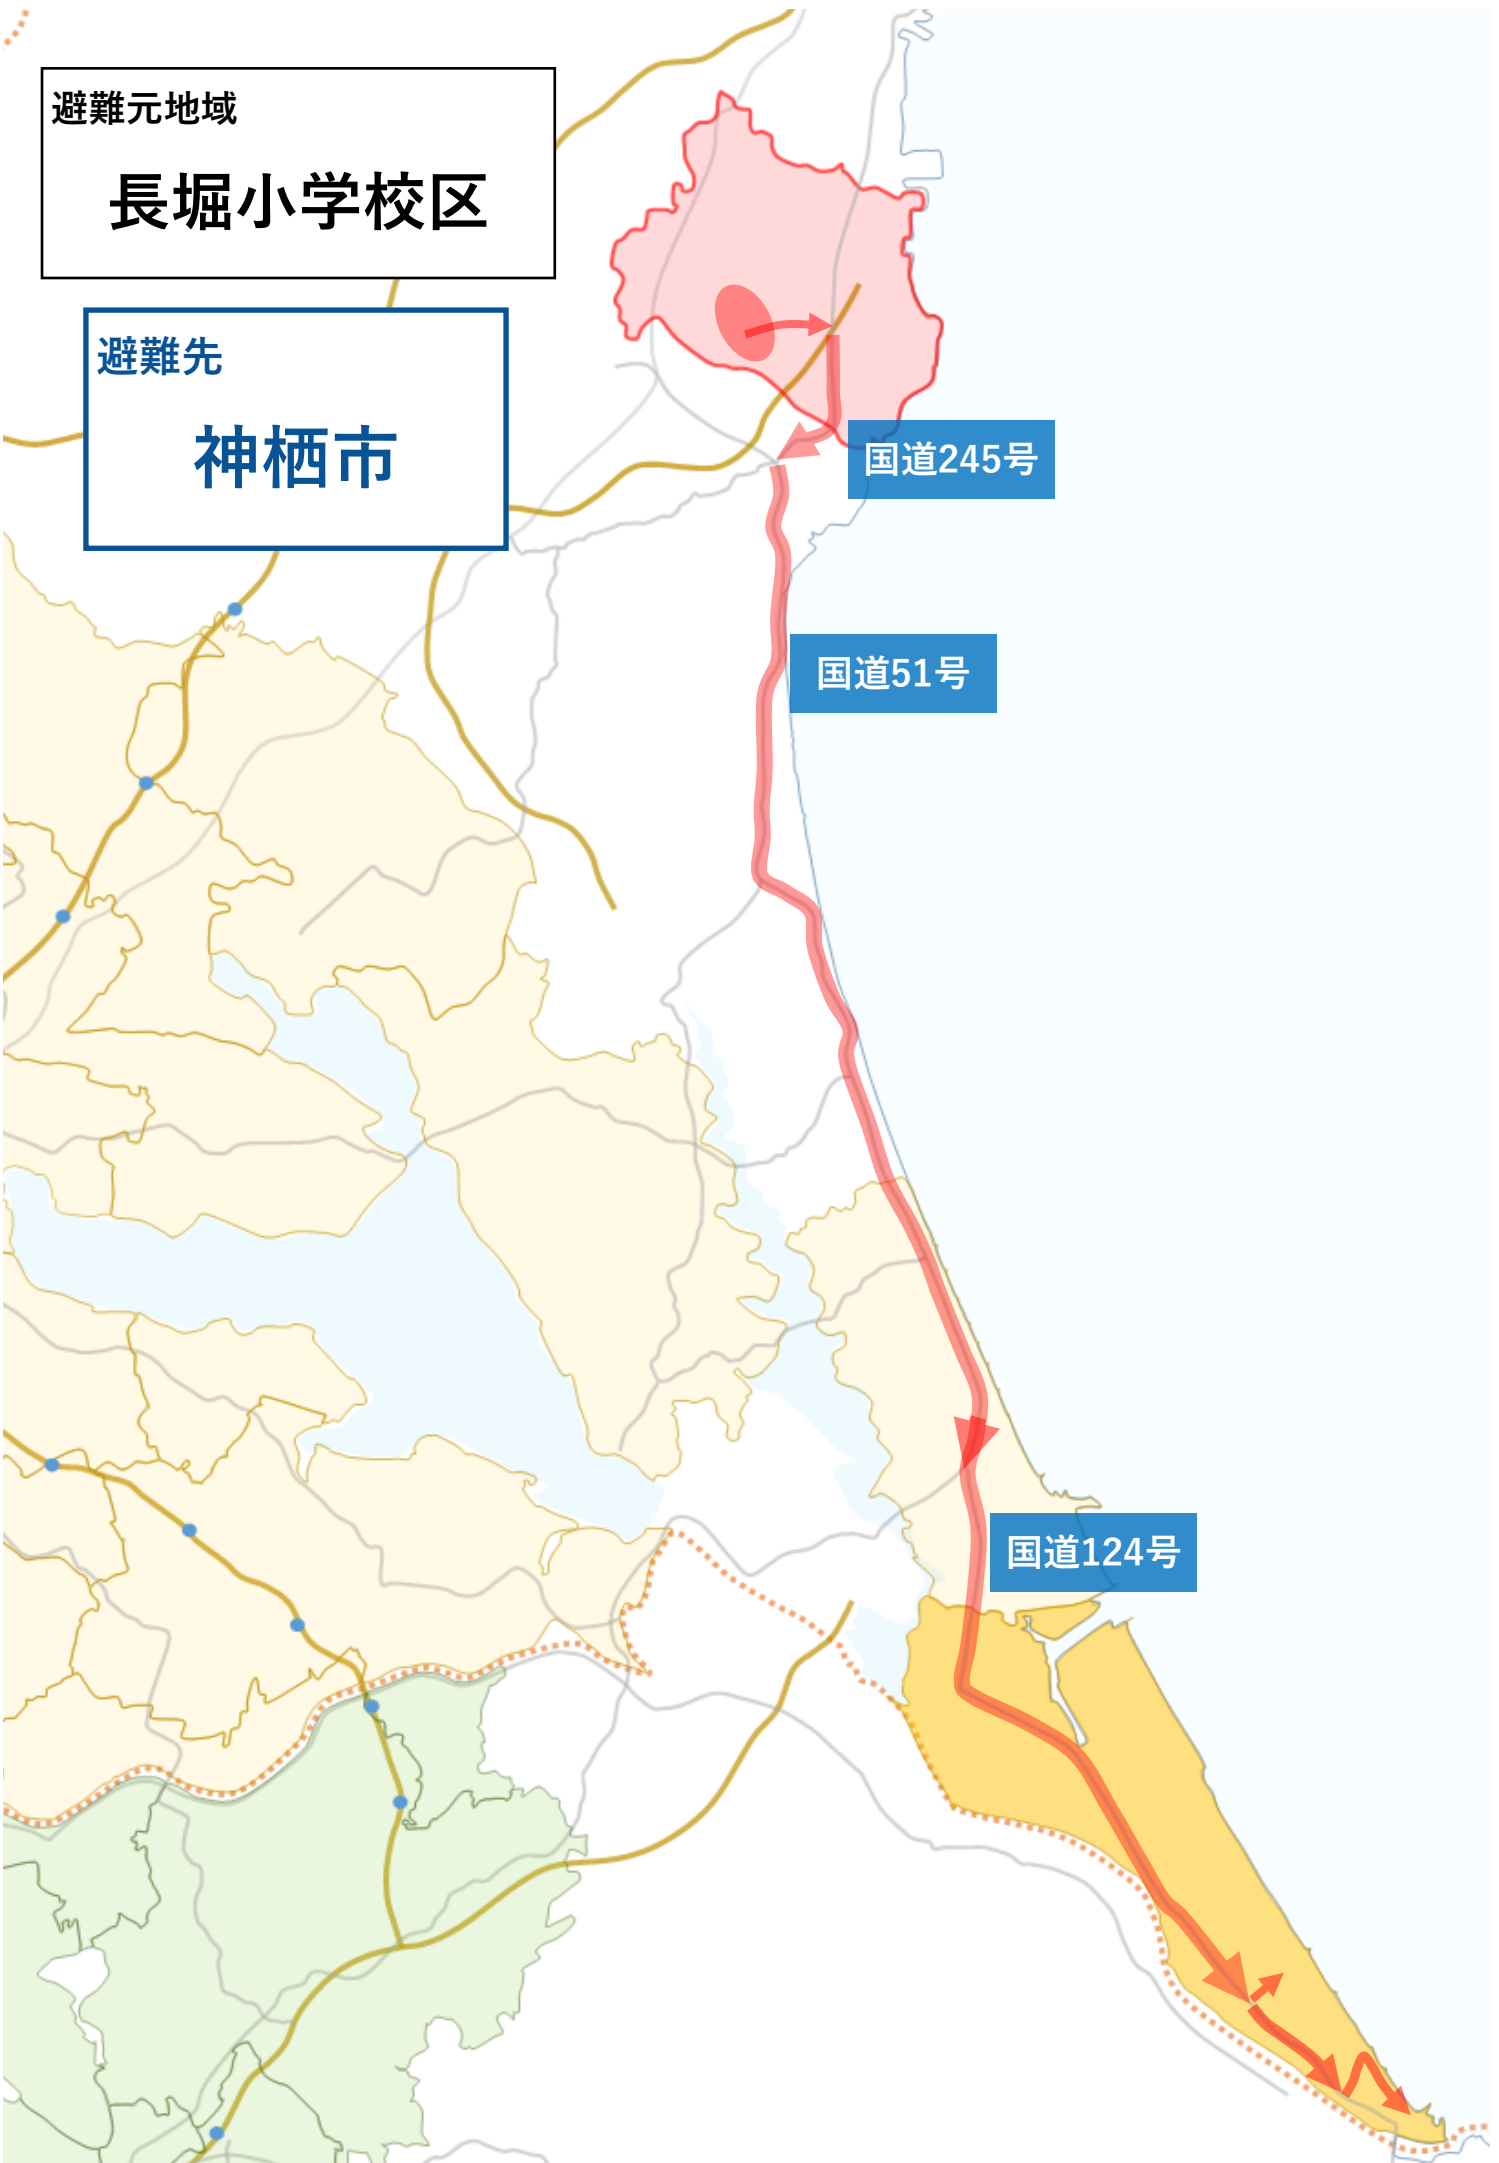 避難元地域
長堀小学校区
避難先
神栖市
国道245号
国道51号
国道124号